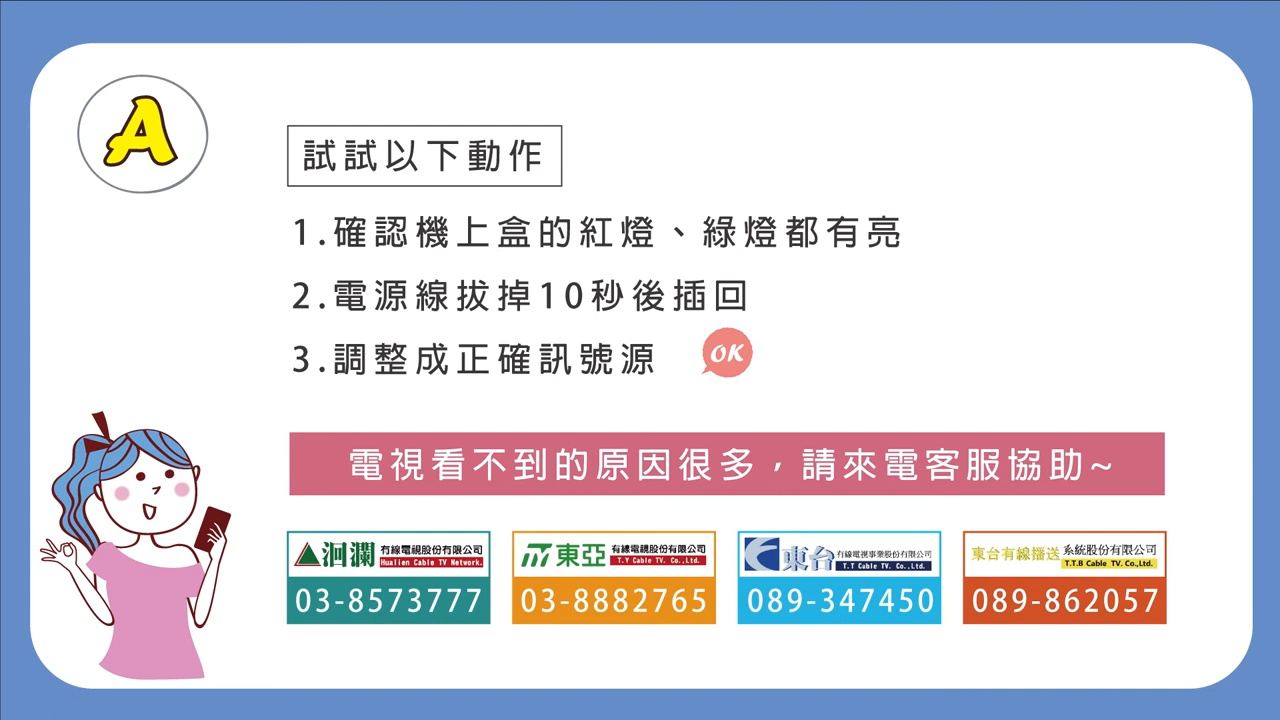 A
試試以下動作
1.確認機上盒的紅燈、綠燈都有亮
2.電源線拔掉10秒後插回
3.調整成正確訊號源
OK
電視看不到的原因很多，請來電客服協助~
洄瀾 有線電視股份有限公司
Hualien Cable TV Network.
03-8573777
東亞 有線電視股份有限公司
T.Y Cable TV. Co.,Ltd.
03-8882765
東台 有線電視事業股份有限公司
T.T Cable TV. Co.,Ltd.
089-347450
東台有線播送 系統股份有限公司
T.T.B Cable TV. Co.,Ltd.
089-862057